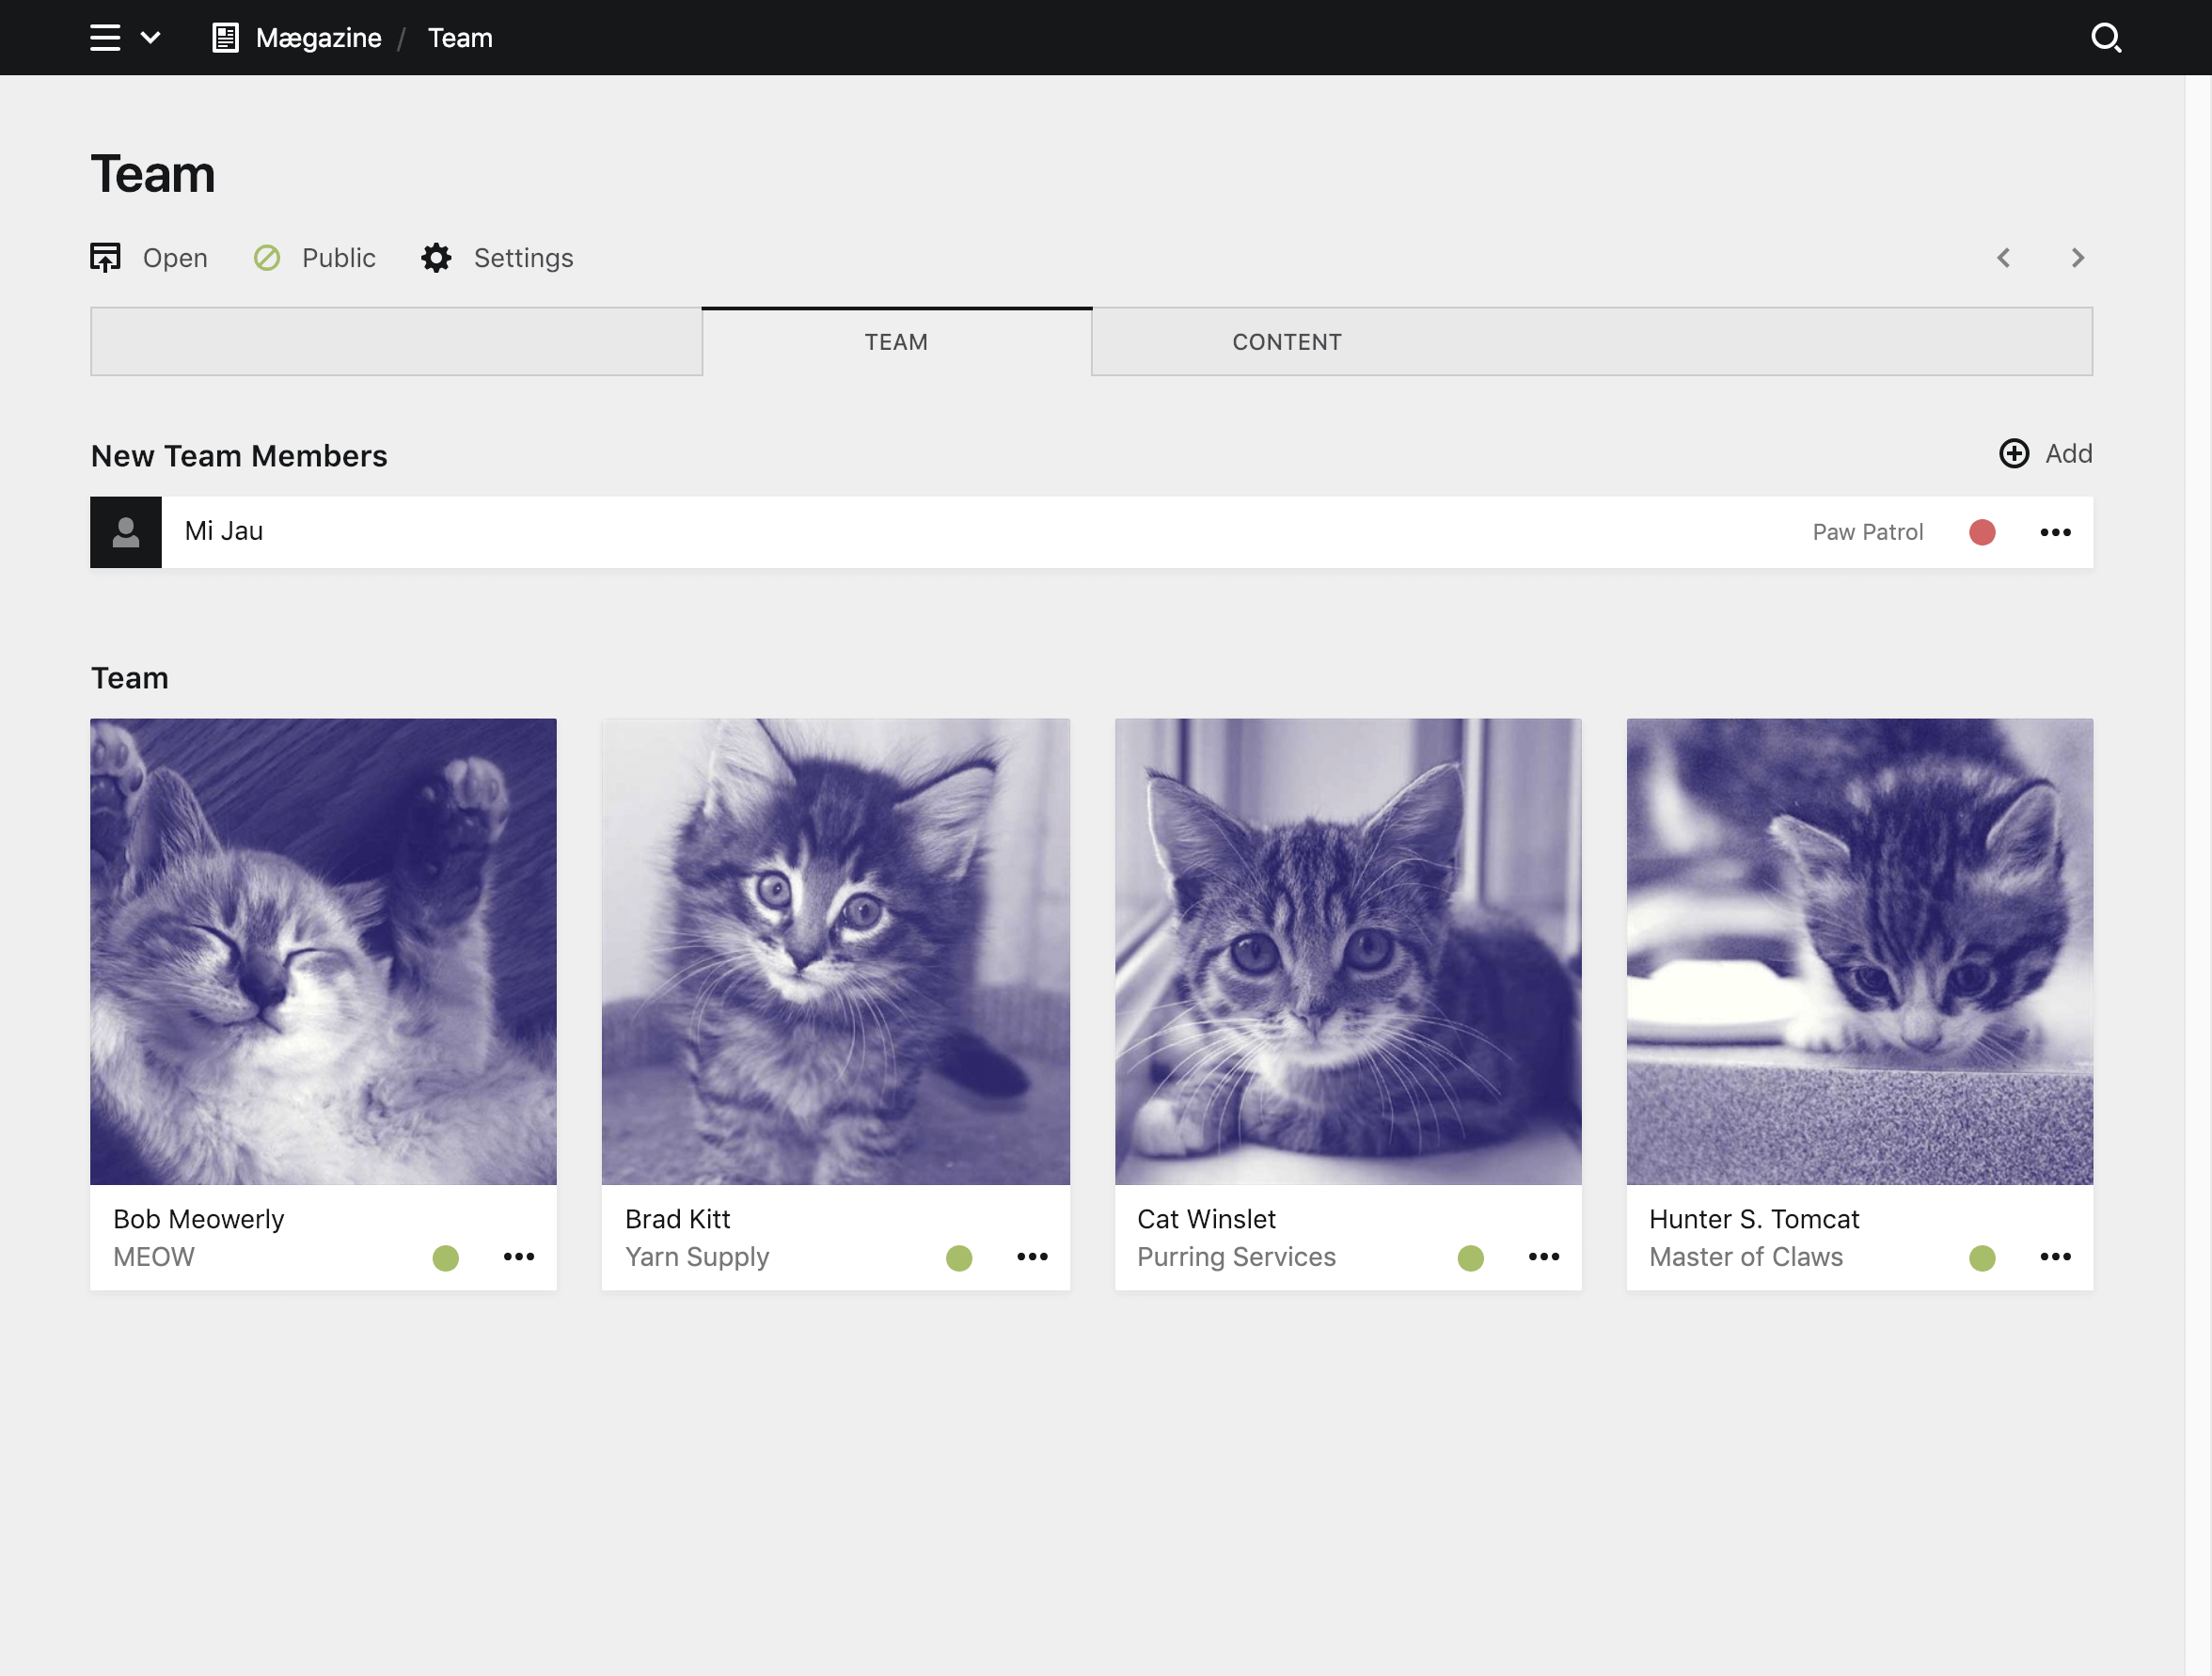 Mægazine / Team
Team
Open Public Settings
TEAM CONTENT
New Team Members
Add
Mi Jau Paw Patrol
Team
Bob Meowerly
MEOW
Brad Kitt
Yarn Supply
Cat Winslet
Purring Services
Hunter S. Tomcat
Master of Claws